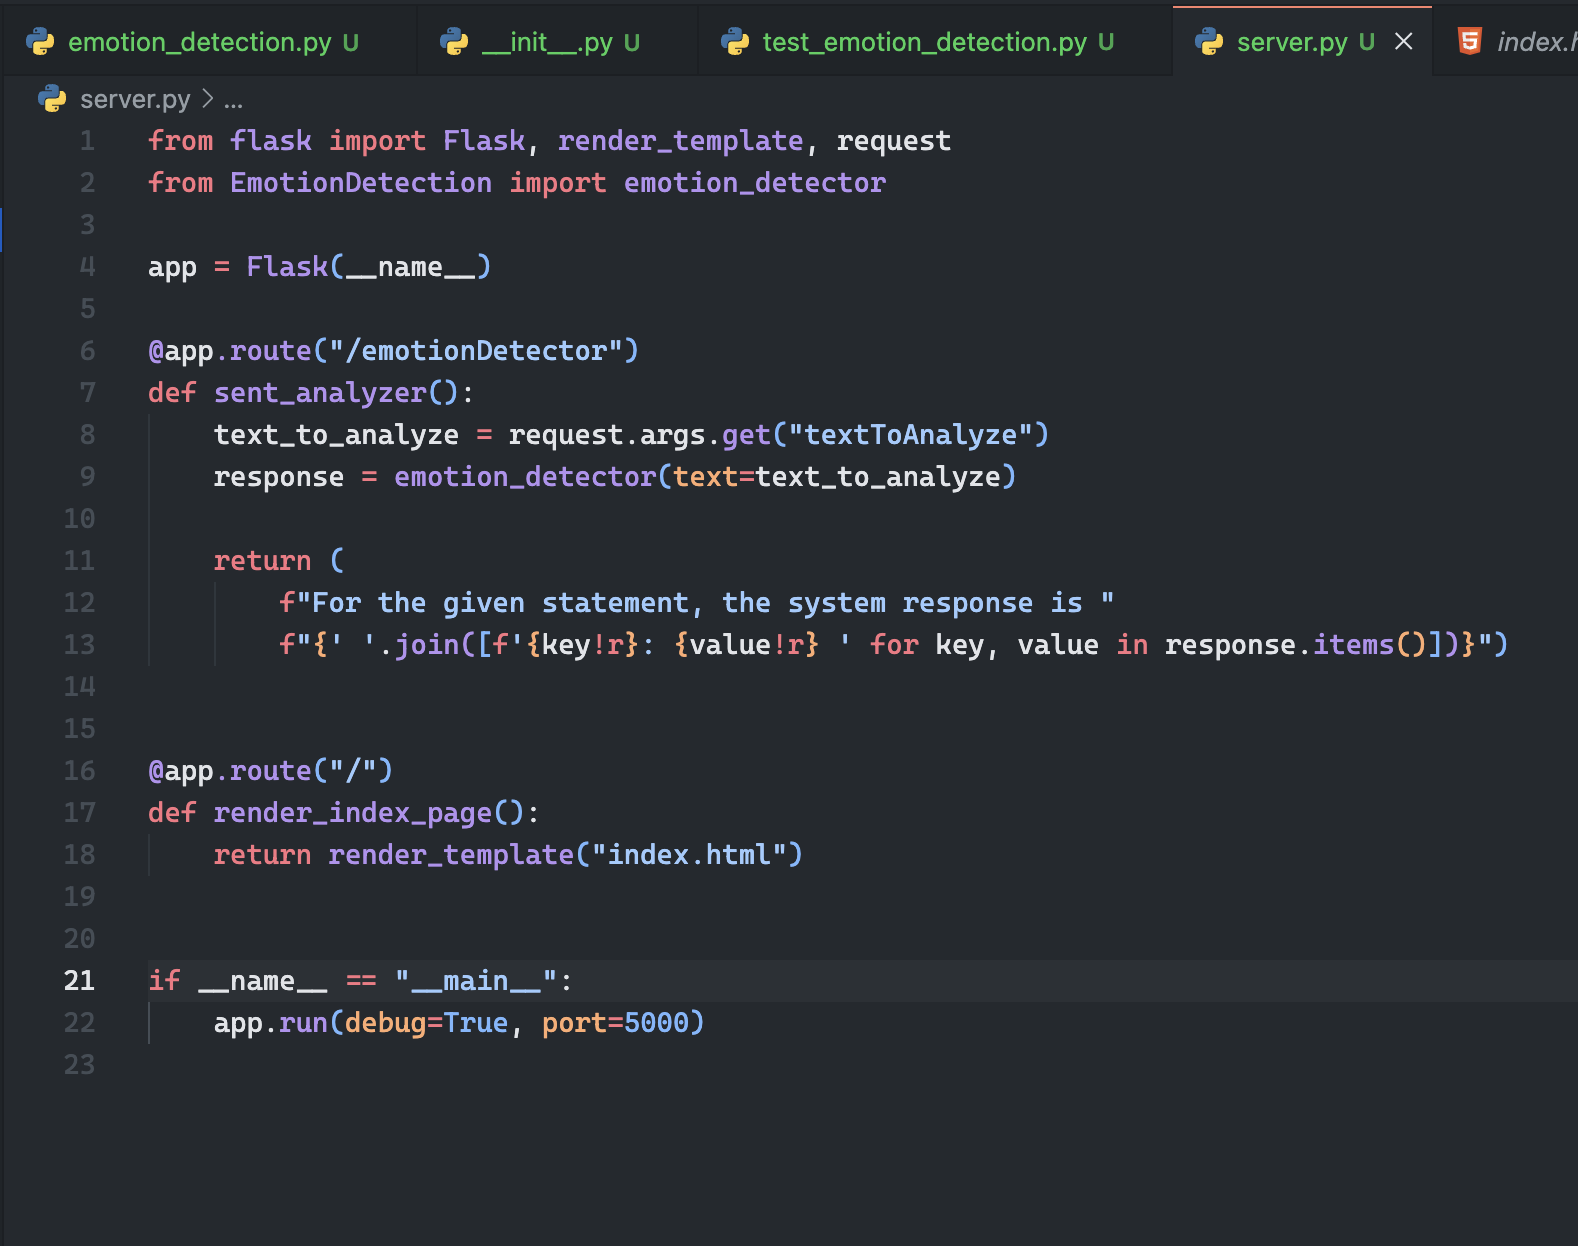 emotion_detection.py U __init__.py U test_emotion_detection.py U server.py U index.h
server.py > ...
1 from flask import Flask, render_template, request
2 from EmotionDetection import emotion_detector
3
4 app = Flask(__name__)
5
6 @app.route("/emotionDetector")
7 def sent_analyzer():
8     text_to_analyze = request.args.get("textToAnalyze")
9     response = emotion_detector(text=text_to_analyze)
10
11     return (
12         f"For the given statement, the system response is "
13         f"{' '.join([f'{key!r}: {value!r} ' for key, value in response.items()])}")
14
15
16 @app.route("/")
17 def render_index_page():
18     return render_template("index.html")
19
20
21 if __name__ == "__main__":
22     app.run(debug=True, port=5000)
23